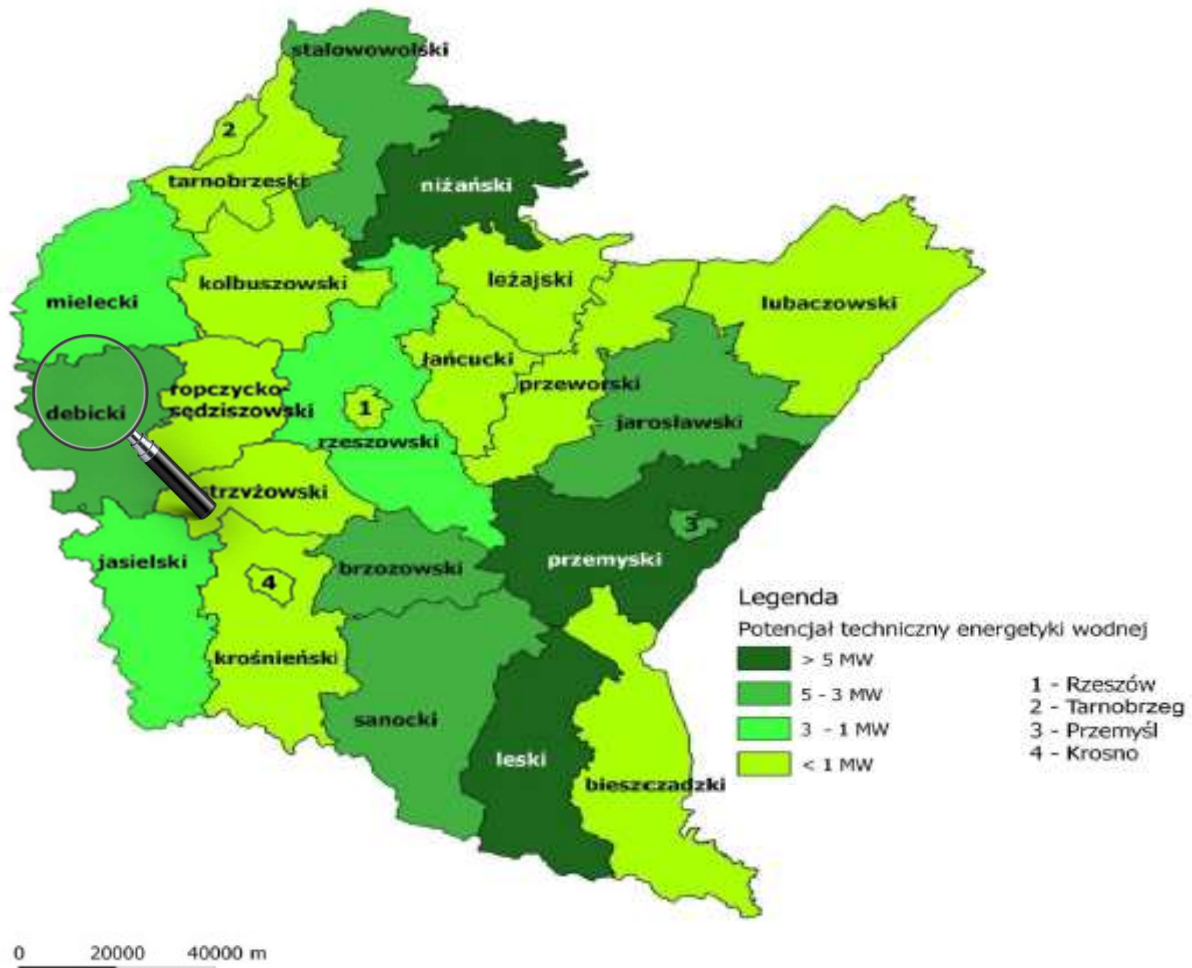 stalowowolski
2
tarnobrzeski
niżański
mielecki
kolbuszowski
leżajski
lubaczowski
łańcucki
debicki
ropczycko-
sędziszowski
1
przeworski
rzeszowski
jarosławski
strzyżowski
3
jasielski
4
brzozowski
przemyski
krośnieński
sanocki
leski
bieszczadzki
Legenda
Potencjał techniczny energetyki wodnej
> 5 MW
5 - 3 MW
3 - 1 MW
< 1 MW
1 - Rzeszów
2 - Tarnobrzeg
3 - Przemyśl
4 - Krosno
0 20000 40000 m